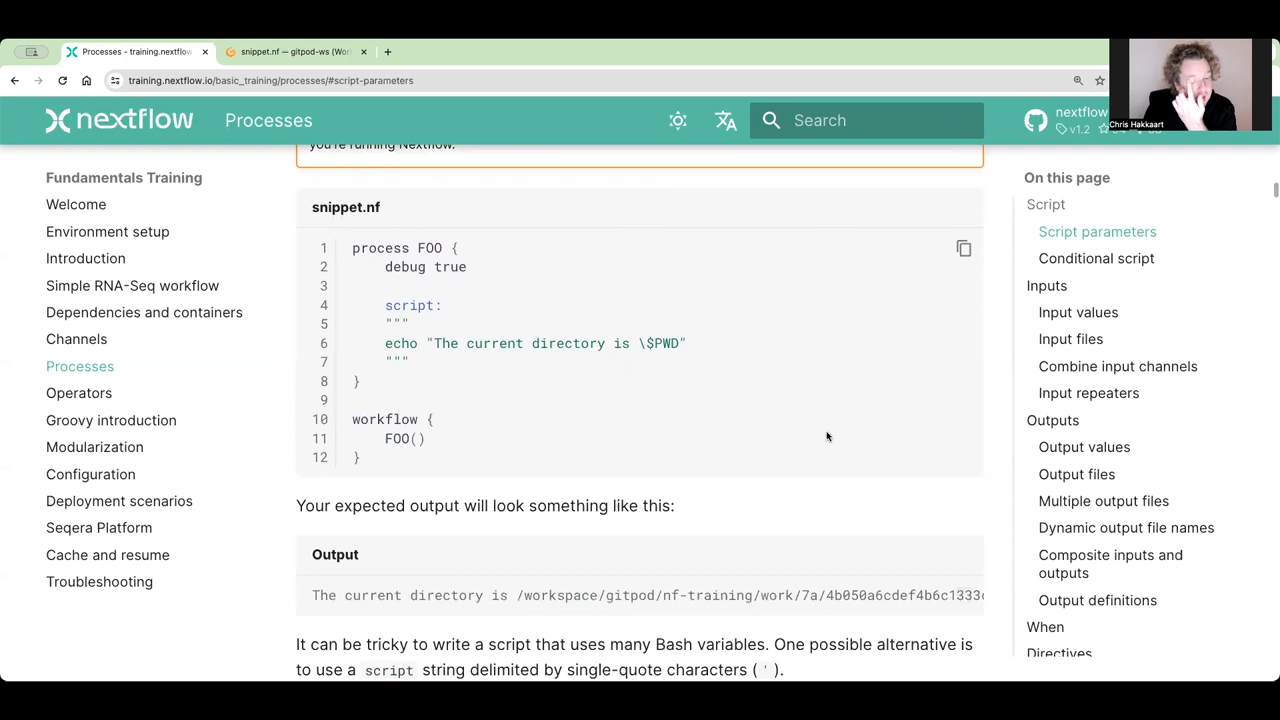 Processes - training.nextflow
snippet.nf — gitpod-ws (Wor
training.nextflow.io/basic_training/processes/#script-parameters
nextflow
Processes
Search
nextflow
v1.2
Chris Hakkaart
Fundamentals Training
Welcome
Environment setup
Introduction
Simple RNA-Seq workflow
Dependencies and containers
Channels
Processes
Operators
Groovy introduction
Modularization
Configuration
Deployment scenarios
Seqera Platform
Cache and resume
Troubleshooting
you're running Nextflow.
snippet.nf
1 process FOO {
2 debug true
3
4 script:
5 """
6 echo "The current directory is \$PWD"
7 """
8 }
9
10 workflow {
11 FOO()
12 }
Your expected output will look something like this:
Output
The current directory is /workspace/gitpod/nf-training/work/7a/4b050a6cdef4b6c1333
It can be tricky to write a script that uses many Bash variables. One possible alternative is
to use a script string delimited by single-quote characters ( ' ).
On this page
Script
Script parameters
Conditional script
Inputs
Input values
Input files
Combine input channels
Input repeaters
Outputs
Output values
Output files
Multiple output files
Dynamic output file names
Composite inputs and
outputs
Output definitions
When
Directives